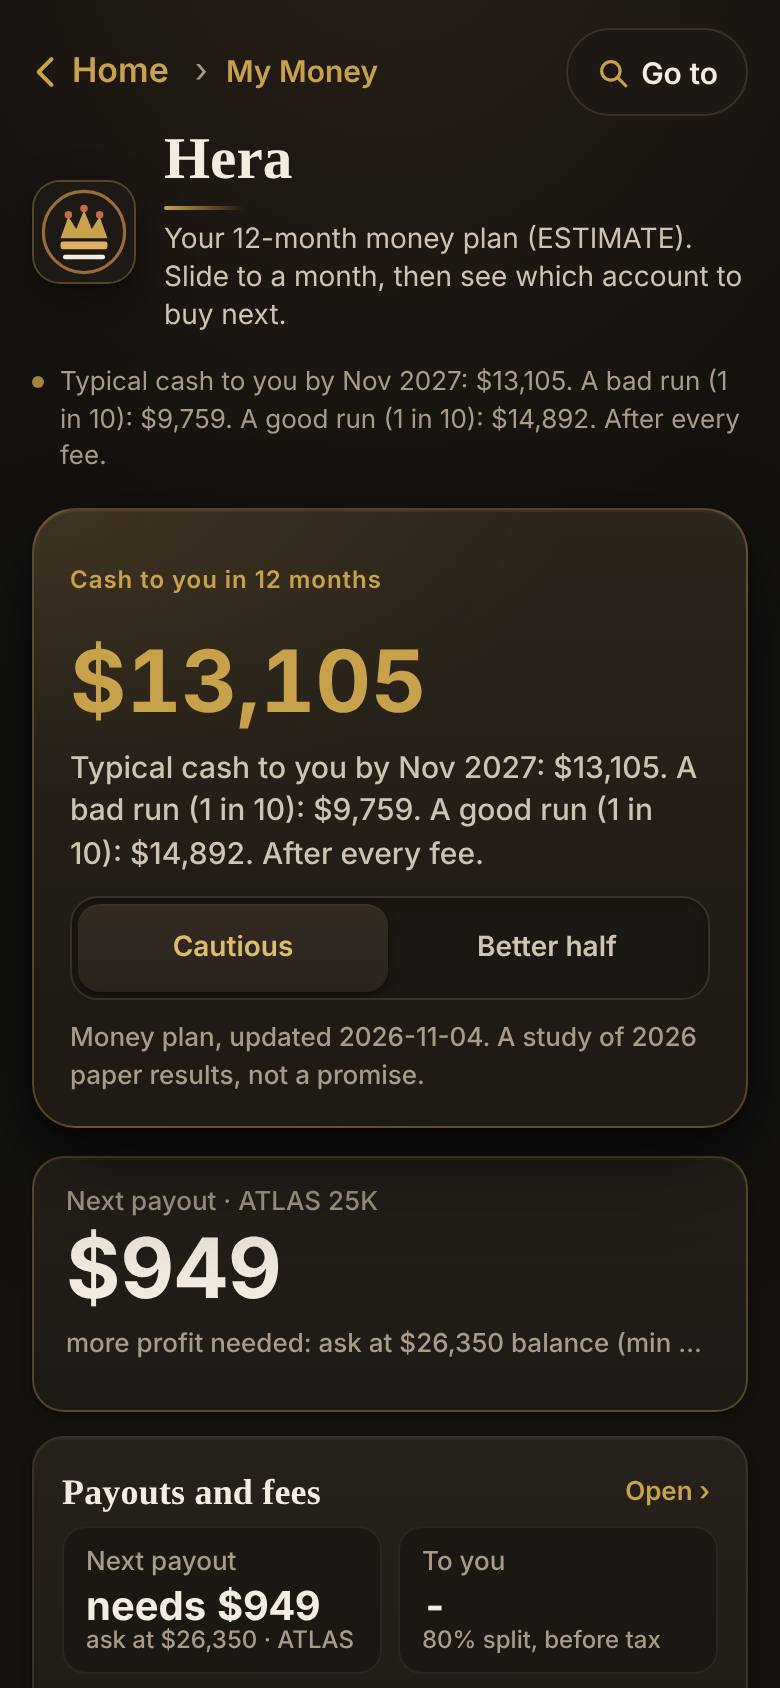 Home › My Money
Go to
Hera
Your 12-month money plan (ESTIMATE).
Slide to a month, then see which account to
buy next.
Typical cash to you by Nov 2027: $13,105. A bad run (1
in 10): $9,759. A good run (1 in 10): $14,892. After every
fee.
Cash to you in 12 months
$13,105
Typical cash to you by Nov 2027: $13,105. A
bad run (1 in 10): $9,759. A good run (1 in
10): $14,892. After every fee.
Cautious
Better half
Money plan, updated 2026-11-04. A study of 2026
paper results, not a promise.
Next payout · ATLAS 25K
$949
more profit needed: ask at $26,350 balance (min ...
Payouts and fees
Open ›
Next payout
needs $949
ask at $26,350 · ATLAS
To you
-
80% split, before tax